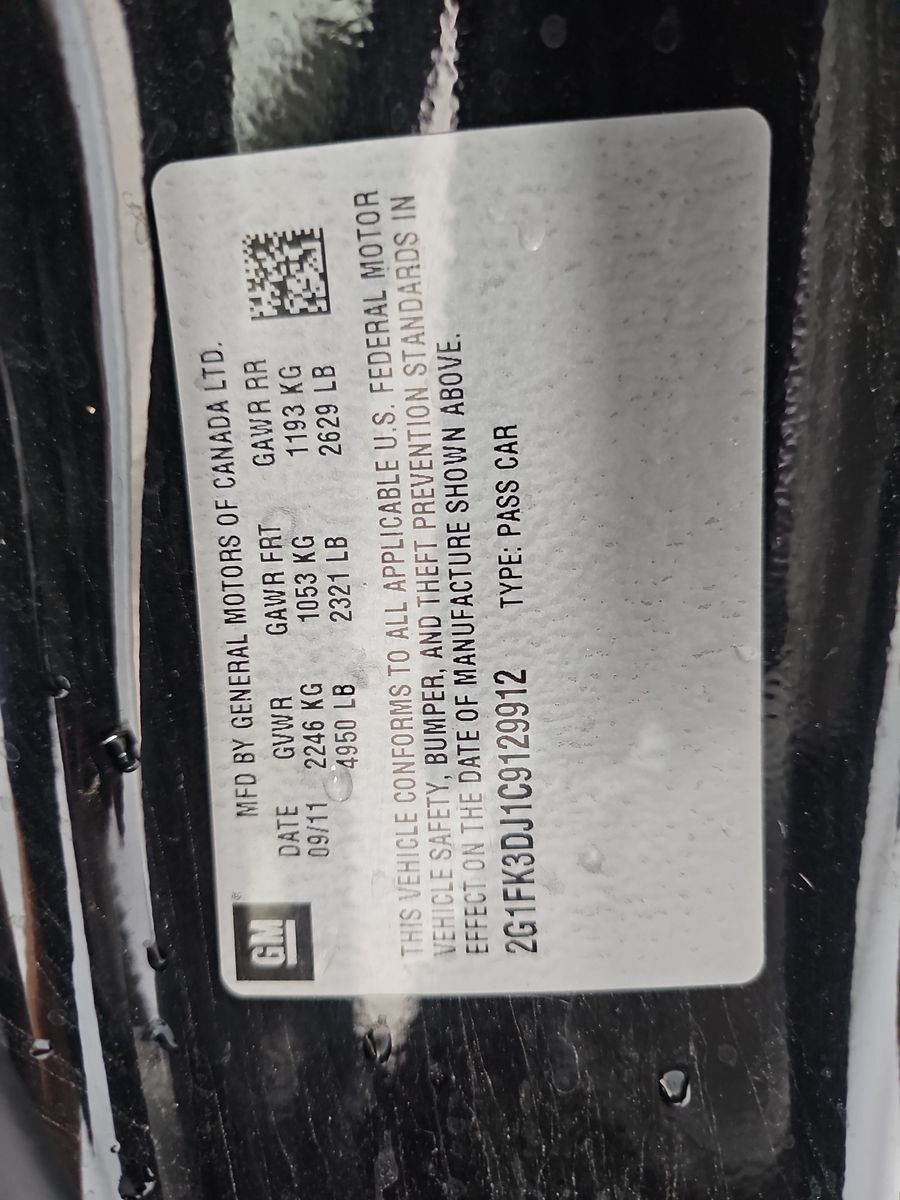 GM®
MFD BY GENERAL MOTORS OF CANADA LTD.
DATE GVWR GAWR FRT GAWR RR
09/11 2246 KG 1053 KG 1193 KG
4950 LB 2321 LB 2629 LB
THIS VEHICLE CONFORMS TO ALL APPLICABLE U.S. FEDERAL MOTOR
VEHICLE SAFETY, BUMPER, AND THEFT PREVENTION STANDARDS IN
EFFECT ON THE DATE OF MANUFACTURE SHOWN ABOVE.
2G1FK3DJ1C9129912 TYPE: PASS CAR